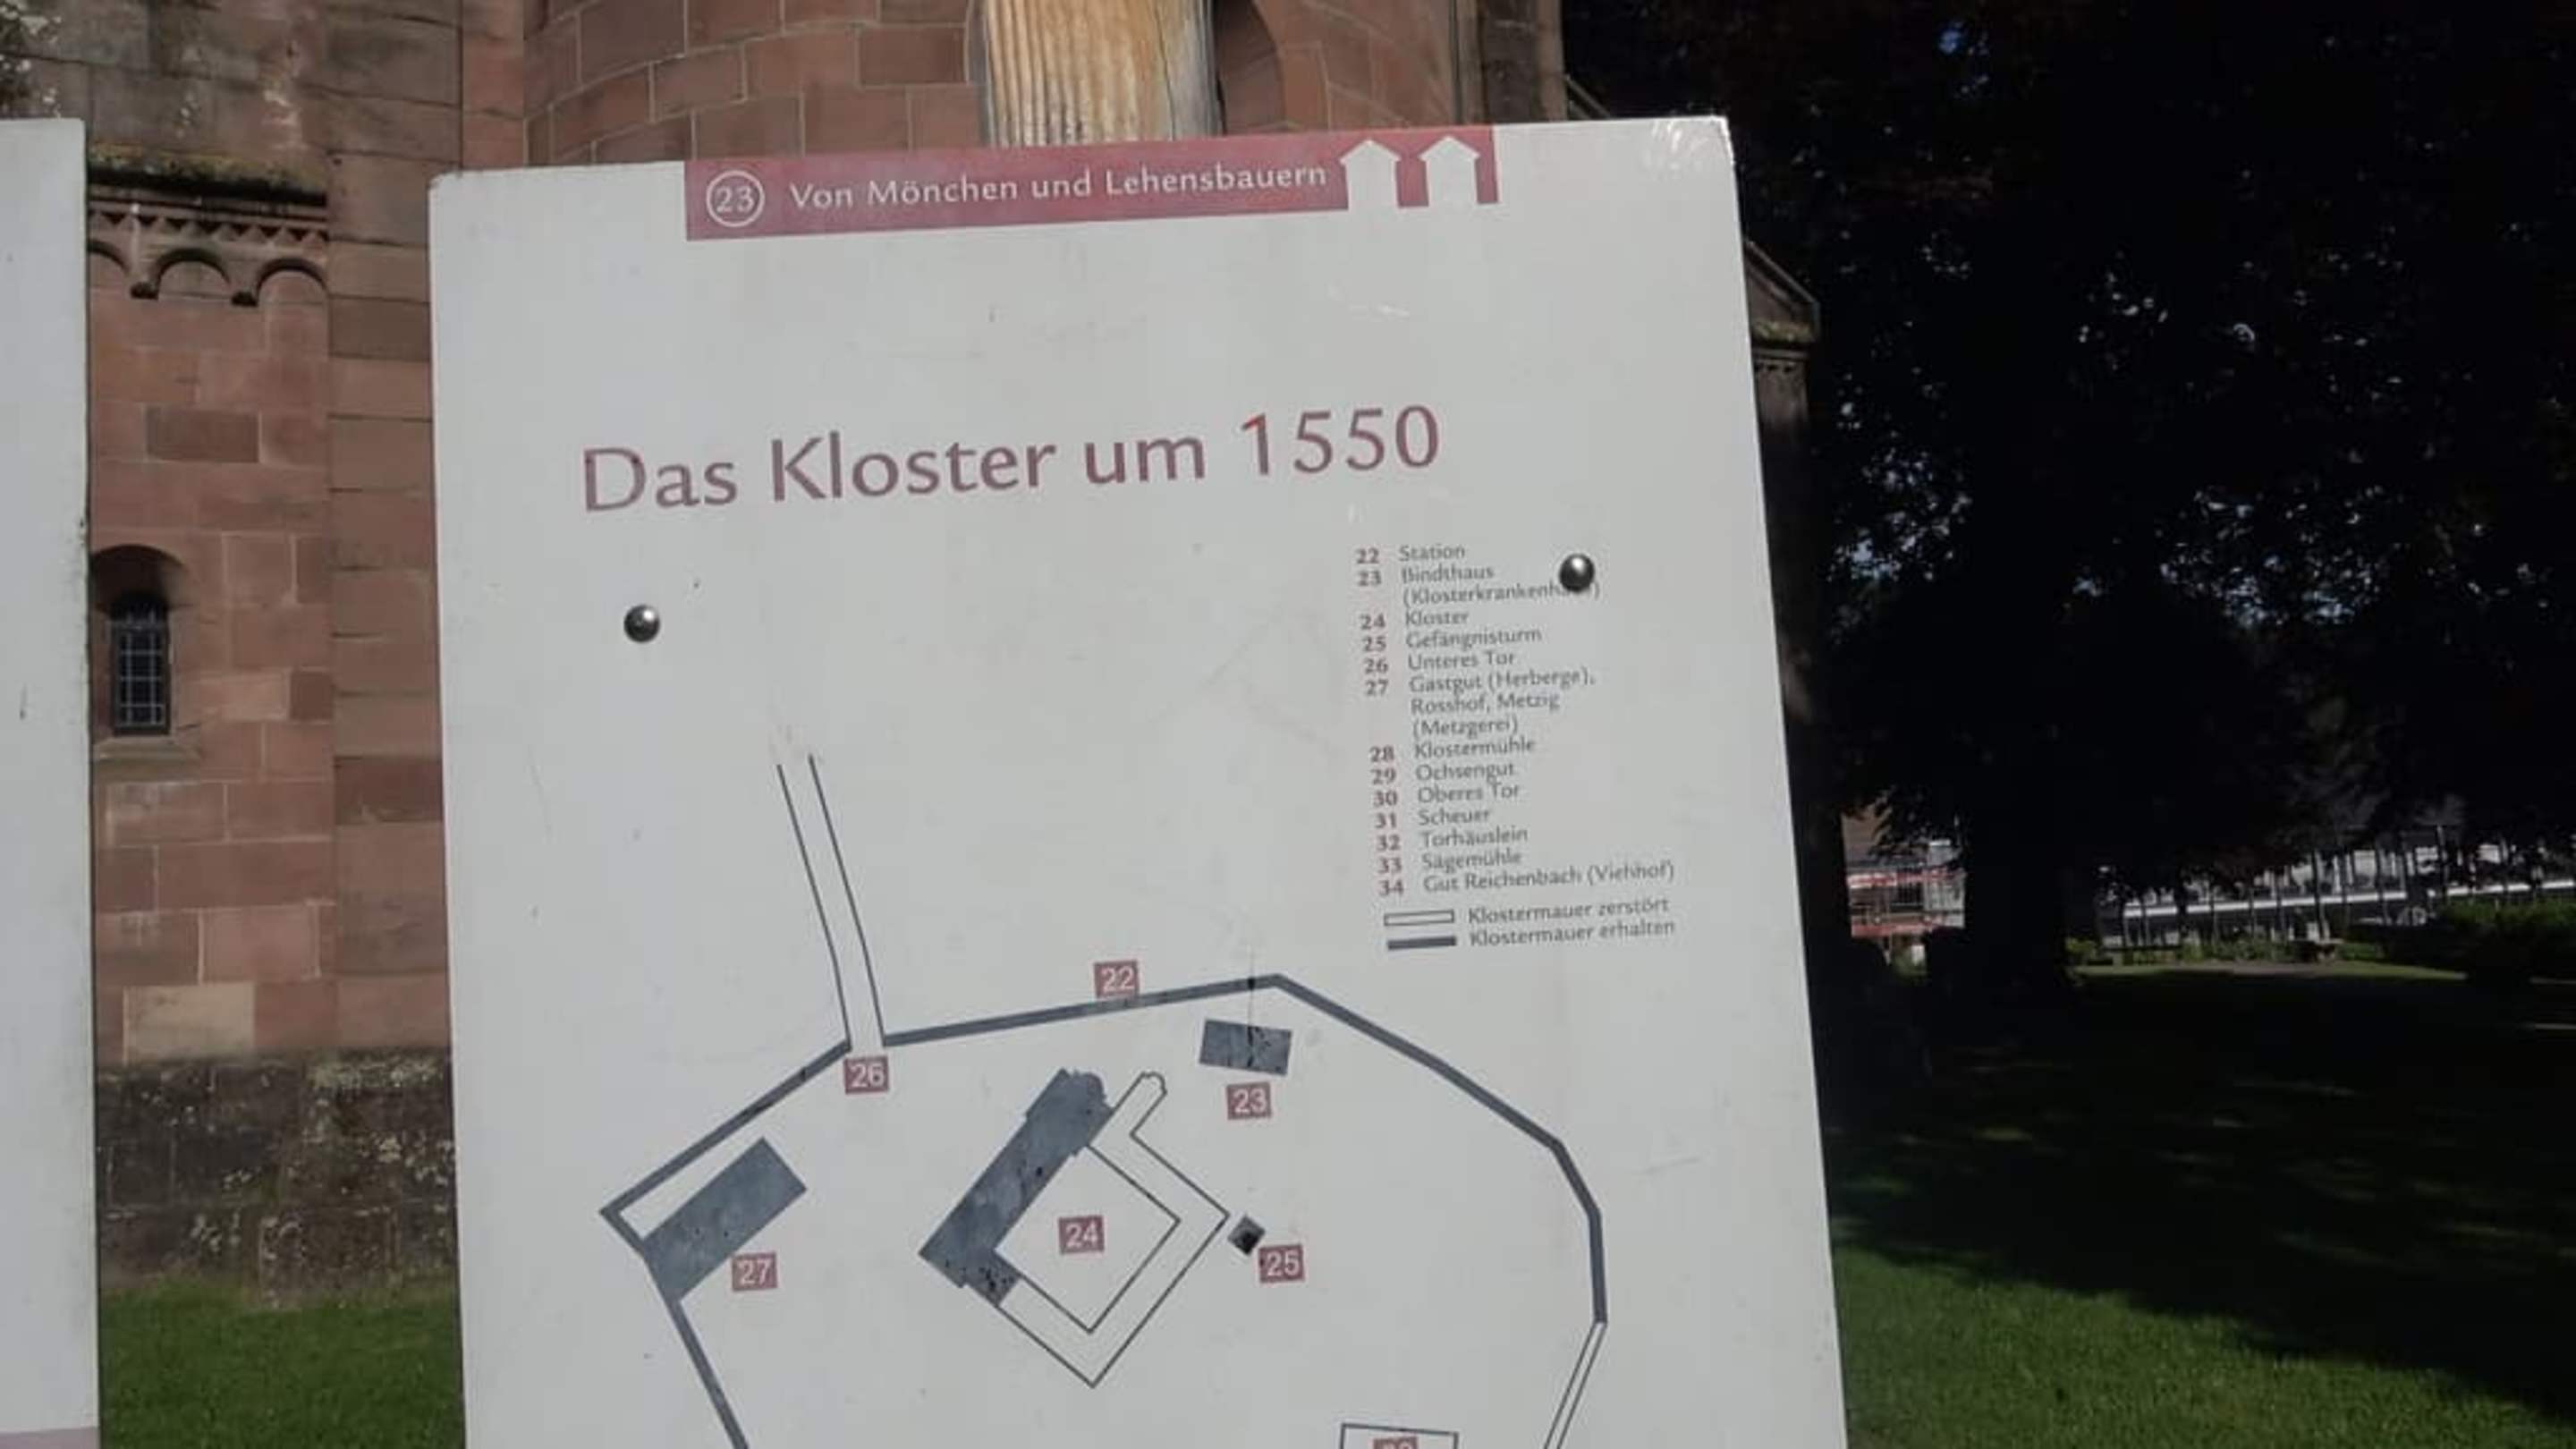 23 Von Mönchen und Lehensbauern
Das Kloster um 1550
22 Station
23 Bindthaus
(Klosterkrankenh
24 Kloster
25 Gefängnisturm
26 Unteres Tor
27 Gastgut (Herberge),
Rosshof, Metzig
(Metzgerei)
28 Klostermühle
29 Ochsengut
30 Oberes Tor
31 Scheuer
32 Torhäuslein
33 Sägemühle
34 Gut Reichenbach (Viehhof)
Klostermauer zerstört
Klostermauer erhalten
22
26
23
24
25
27